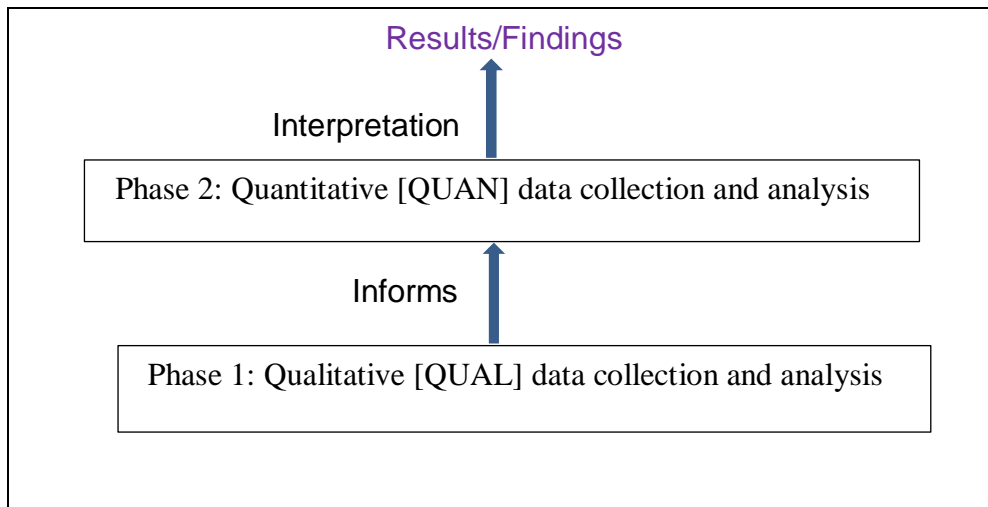 Results/Findings
Interpretation
Phase 2: Quantitative [QUAN] data collection and analysis
Informs
Phase 1: Qualitative [QUAL] data collection and analysis